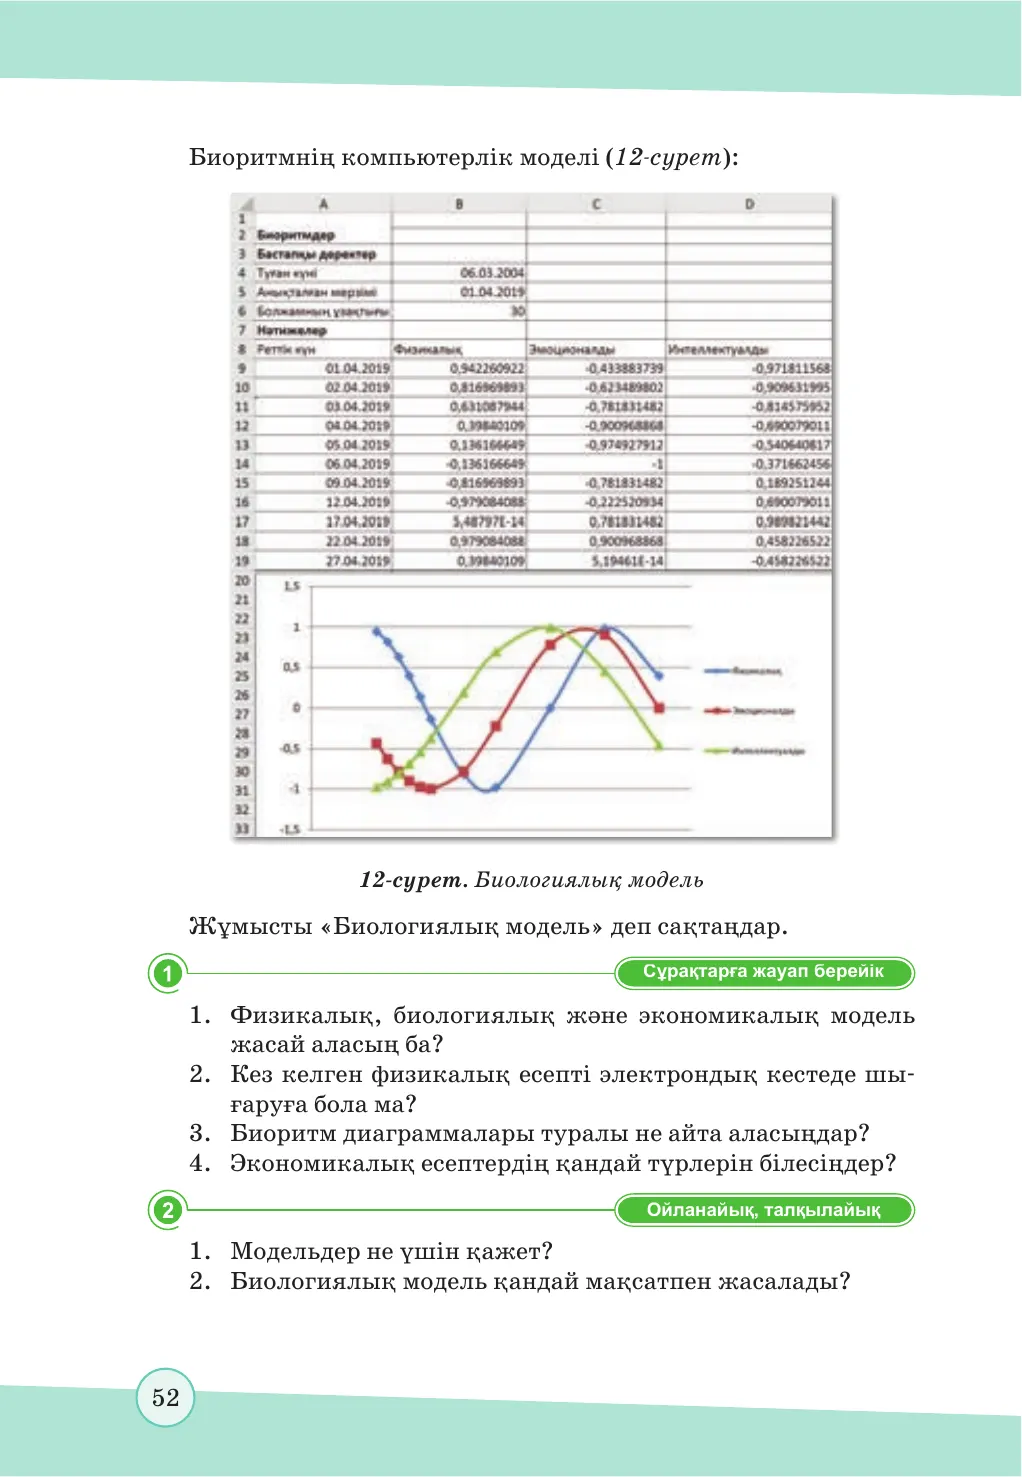 Биоритмнің компьютерлік моделі (12-сурет):
A B C D
1
2 Биоритмдер
3 Бастапқы деректер
4 Туған күні 06.03.2004
5 Анықталған мерзімі 01.04.2019
6 Болжамның ұзақтығы 30
7 Нәтижелер
8 Реттік күн Физикалық Эмоционалды Интеллектуалды
9 01.04.2019 0,942260922 -0,433883739 -0,971811568
10 02.04.2019 0,816969893 -0,623489802 -0,909631995
11 03.04.2019 0,631087944 -0,781831482 -0,814575952
12 04.04.2019 0,39840109 -0,900968868 -0,690079011
13 05.04.2019 0,136166649 -0,974927912 -0,540640817
14 06.04.2019 -0,136166649 -1 -0,371662456
15 09.04.2019 -0,816969893 -0,781831482 0,189251244
16 12.04.2019 -0,979084088 -0,222520934 0,690079011
17 17.04.2019 5,48797E-14 0,781831482 0,989821442
18 22.04.2019 0,979084088 0,900968868 0,458226522
19 27.04.2019 0,39840109 5,19461E-14 -0,458226522
20
21
22
23
24
25
26
27
28
29
30
31
32
33
1,5
1
0,5
0
-0,5
-1
-1,5
Физикалық
Эмоционалды
Интеллектуалды
12-сурет. Биологиялық модель
Жұмысты «Биологиялық модель» деп сақтаңдар.
1 Сұрақтарға жауап берейік
1. Физикалық, биологиялық және экономикалық модель
жасай аласың ба?
2. Кез келген физикалық есепті электрондық кестеде шы-
ғаруға бола ма?
3. Биоритм диаграммалары туралы не айта аласыңдар?
4. Экономикалық есептердің қандай түрлерін білесіңдер?
2 Ойланайық, талқылайық
1. Модельдер не үшін қажет?
2. Биологиялық модель қандай мақсатпен жасалады?
52